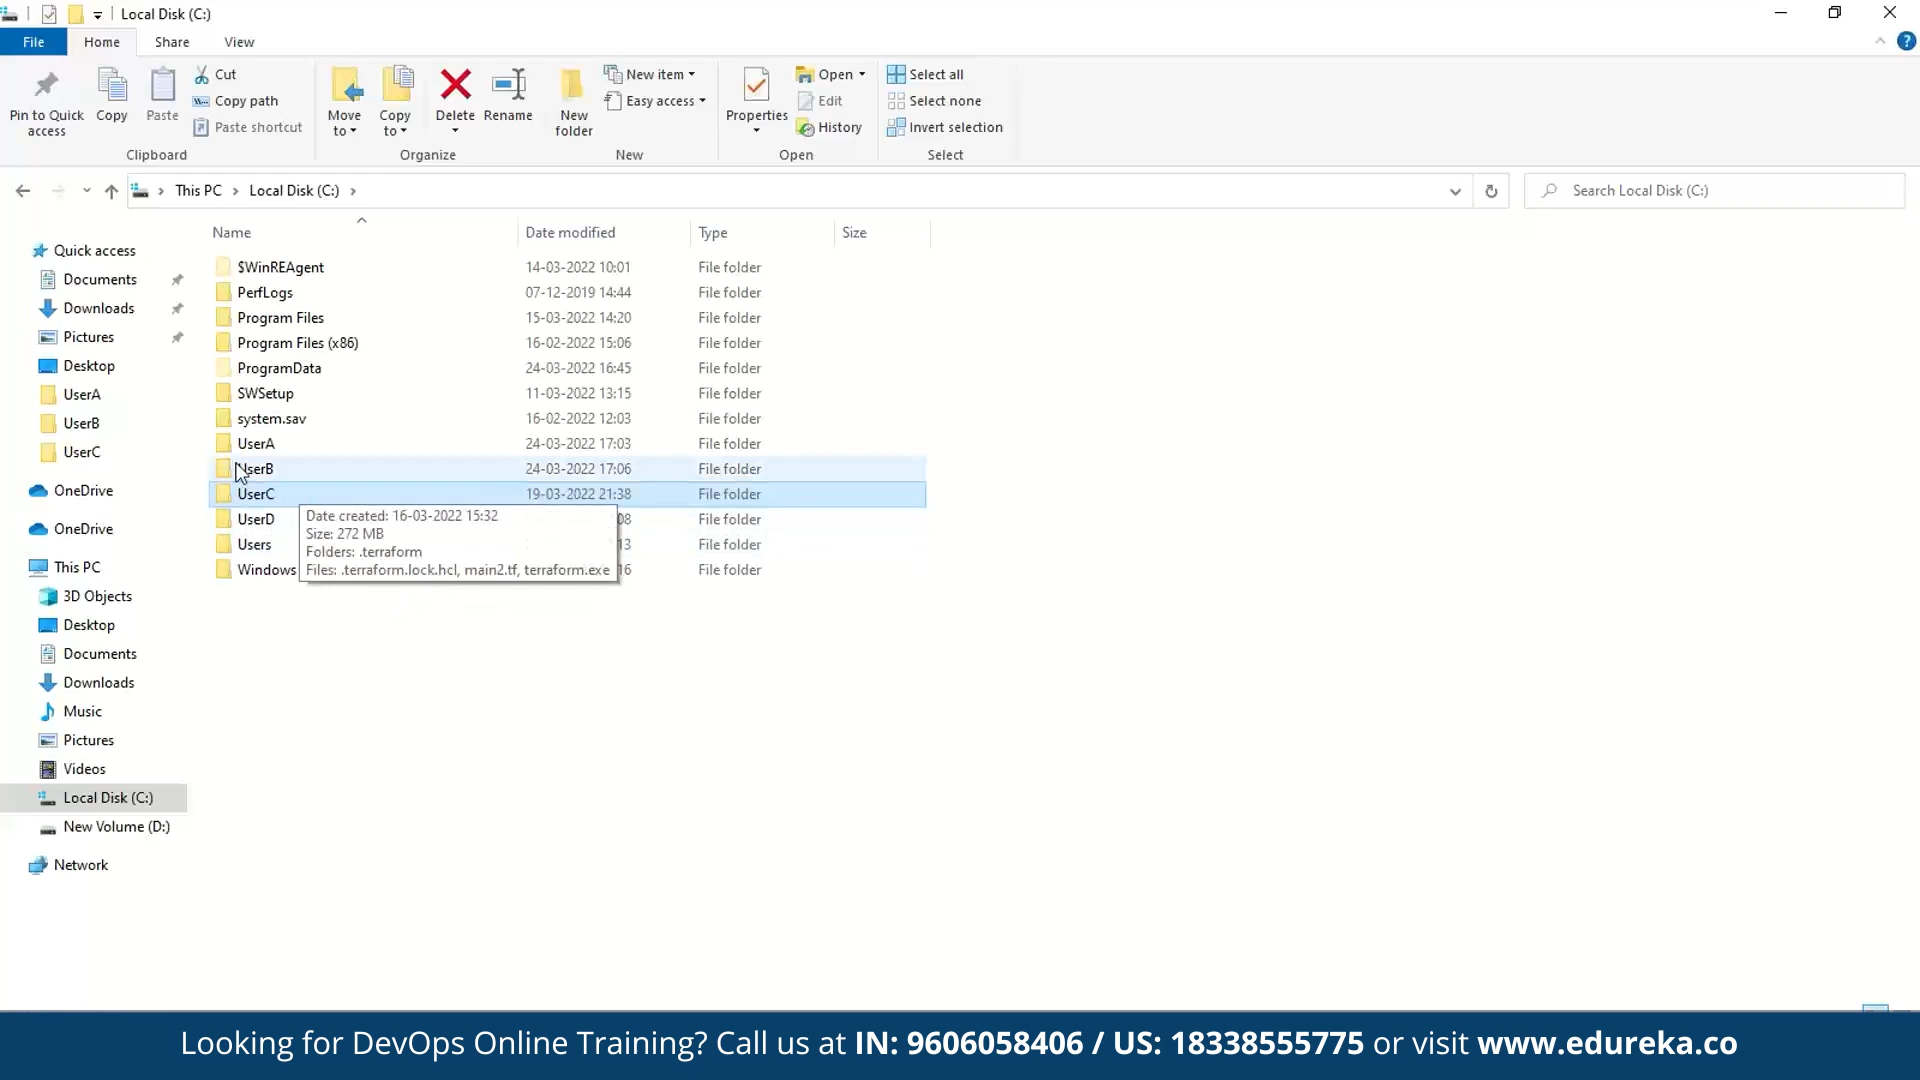 Local Disk (C:)
File Home Share View
Pin to Quick access
Copy
Paste
Cut
Copy path
Paste shortcut
Clipboard
Move to
Copy to
Delete
Rename
Organize
New folder
New item
Easy access
New
Properties
Open
Edit
History
Open
Select all
Select none
Invert selection
Select
This PC > Local Disk (C:) >
Search Local Disk (C:)
Quick access
Documents
Downloads
Pictures
Desktop
UserA
UserB
UserC
OneDrive
OneDrive
This PC
3D Objects
Desktop
Documents
Downloads
Music
Pictures
Videos
Local Disk (C:)
New Volume (D:)
Network
Name Date modified Type Size
$WinREAgent 14-03-2022 10:01 File folder
PerfLogs 07-12-2019 14:44 File folder
Program Files 15-03-2022 14:20 File folder
Program Files (x86) 16-02-2022 15:06 File folder
ProgramData 24-03-2022 16:45 File folder
SWSetup 11-03-2022 13:15 File folder
system.sav 16-02-2022 12:03 File folder
UserA 24-03-2022 17:03 File folder
UserB 24-03-2022 17:06 File folder
UserC 19-03-2022 21:38 File folder
UserD 08 File folder
Users 13 File folder
Windows 16 File folder
Date created: 16-03-2022 15:32
Size: 272 MB
Folders: .terraform
Files: .terraform.lock.hcl, main2.tf, terraform.exe
Looking for DevOps Online Training? Call us at IN: 9606058406 / US: 18338555775 or visit www.edureka.co